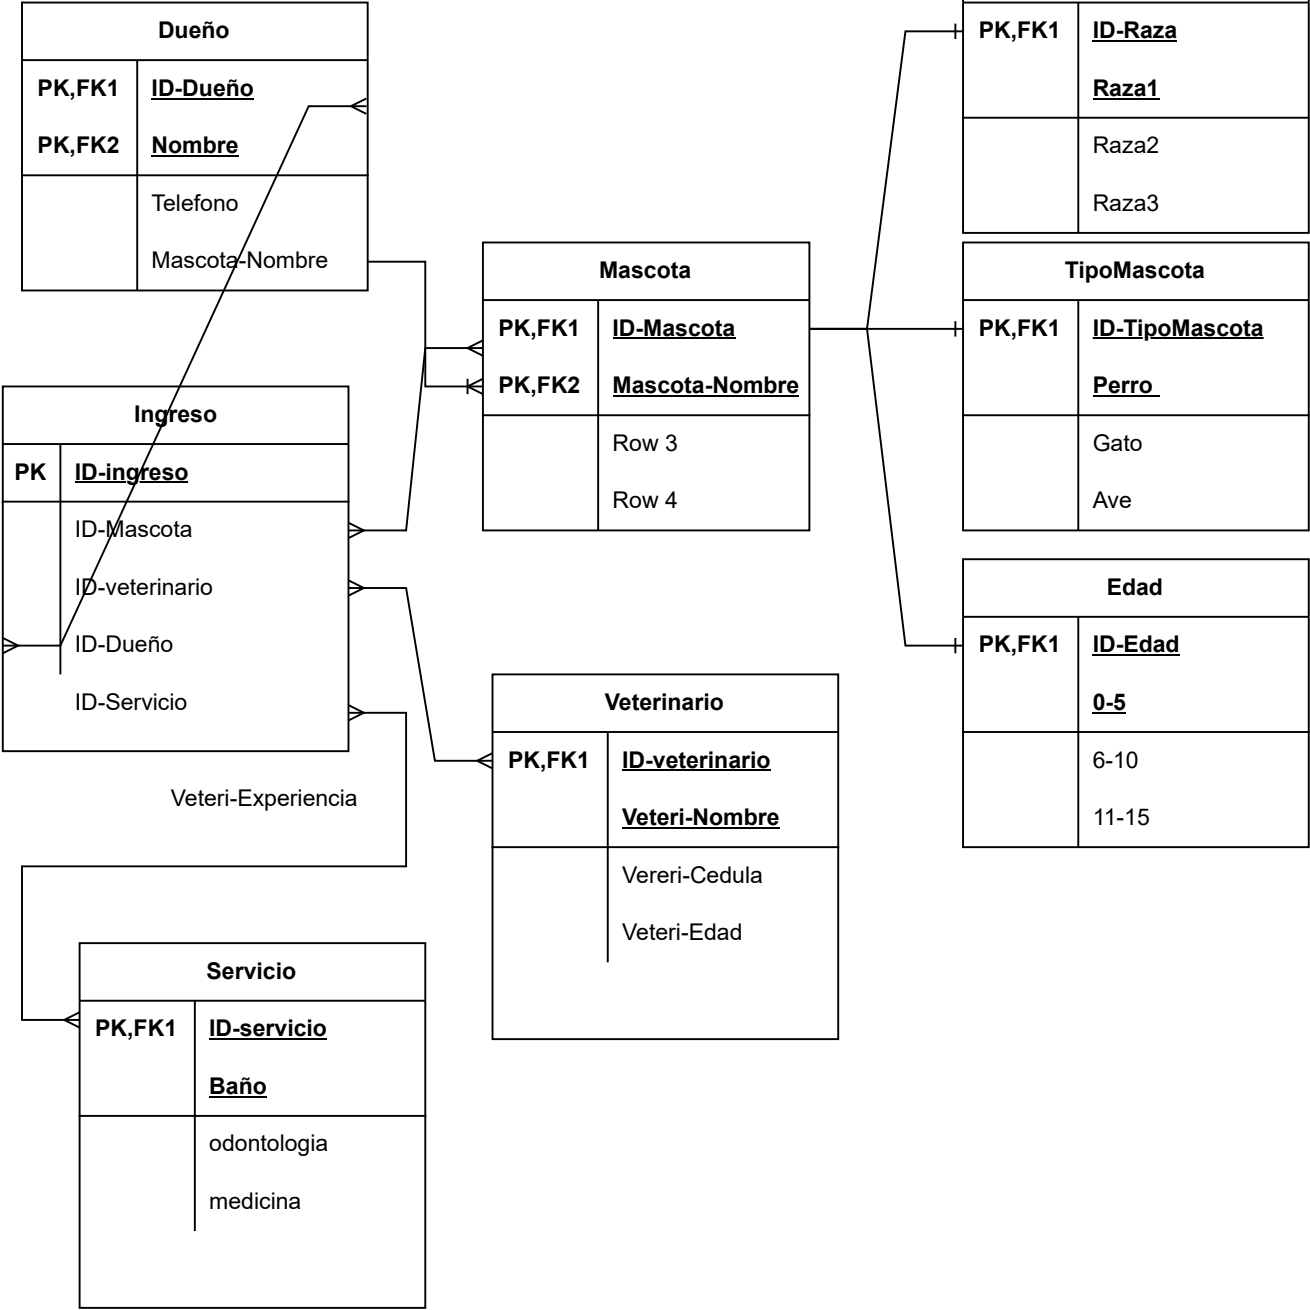 Dueño
PK,FK1 ID-Dueño
PK,FK2 Nombre
Telefono
Mascota-Nombre
PK,FK1 ID-Raza
Raza1
Raza2
Raza3
Mascota
PK,FK1 ID-Mascota
PK,FK2 Mascota-Nombre
Row 3
Row 4
TipoMascota
PK,FK1 ID-TipoMascota
Perro
Gato
Ave
Ingreso
PK ID-ingreso
ID-Mascota
ID-veterinario
ID-Dueño
ID-Servicio
Edad
PK,FK1 ID-Edad
0-5
6-10
11-15
Veterinario
PK,FK1 ID-veterinario
Veteri-Nombre
Vereri-Cedula
Veteri-Edad
Veteri-Experiencia
Servicio
PK,FK1 ID-servicio
Baño
odontologia
medicina